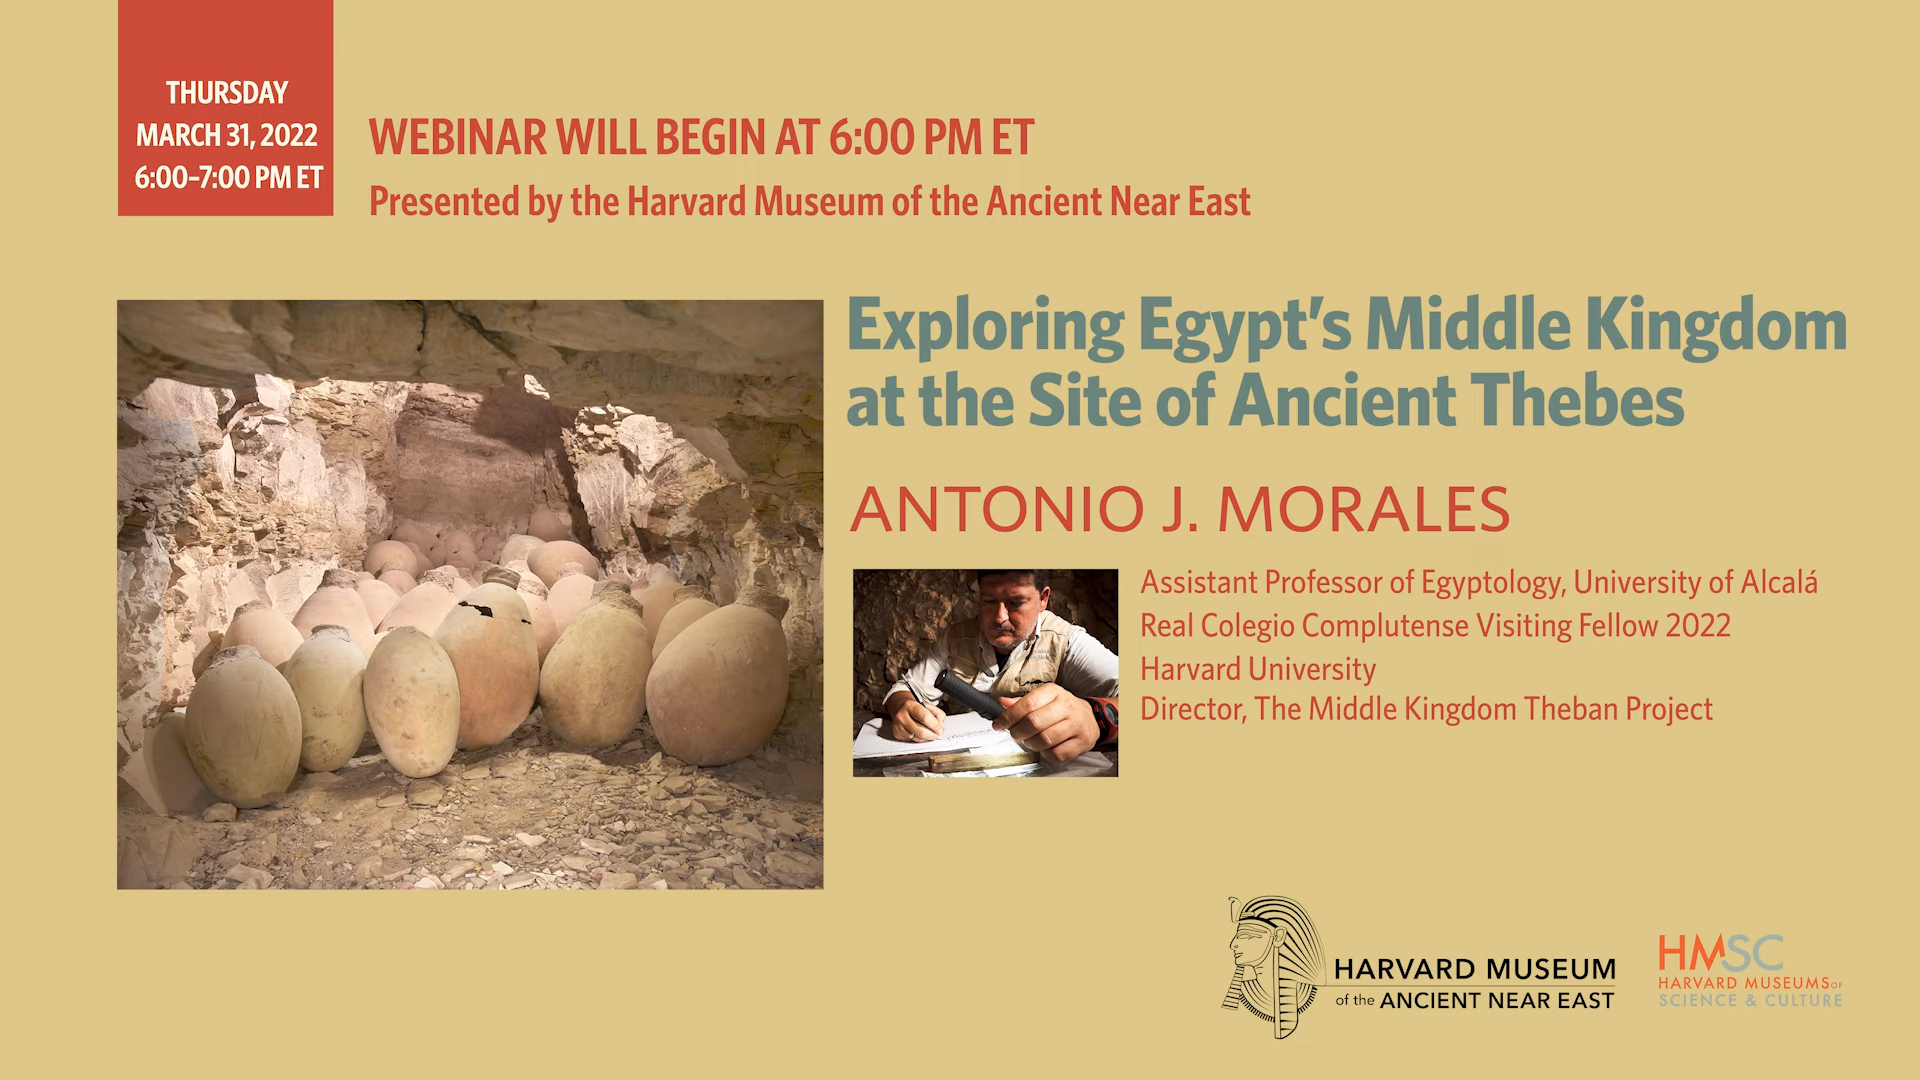 THURSDAY
MARCH 31, 2022
6:00–7:00 PM ET
WEBINAR WILL BEGIN AT 6:00 PM ET
Presented by the Harvard Museum of the Ancient Near East
Exploring Egypt’s Middle Kingdom
at the Site of Ancient Thebes
ANTONIO J. MORALES
Assistant Professor of Egyptology, University of Alcalá
Real Colegio Complutense Visiting Fellow 2022
Harvard University
Director, The Middle Kingdom Theban Project
HARVARD MUSEUM
of the ANCIENT NEAR EAST
HMSC
HARVARD MUSEUMS OF
SCIENCE & CULTURE